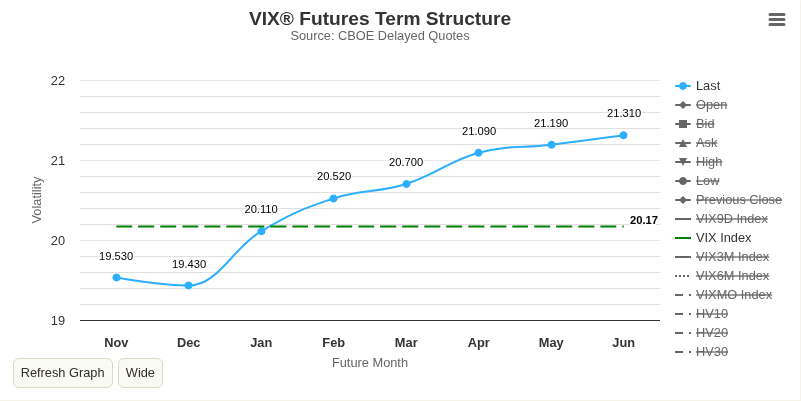 VIX® Futures Term Structure
Source: CBOE Delayed Quotes
22
21
20
19
Volatility
19.530
19.430
20.110
20.520
20.700
21.090
21.190
21.310
20.17
Nov
Dec
Jan
Feb
Mar
Apr
May
Jun
Future Month
Last
Open
Bid
Ask
High
Low
Previous Close
VIX9D Index
VIX Index
VIX3M Index
VIX6M Index
VIXMO Index
HV10
HV20
HV30
Refresh Graph
Wide